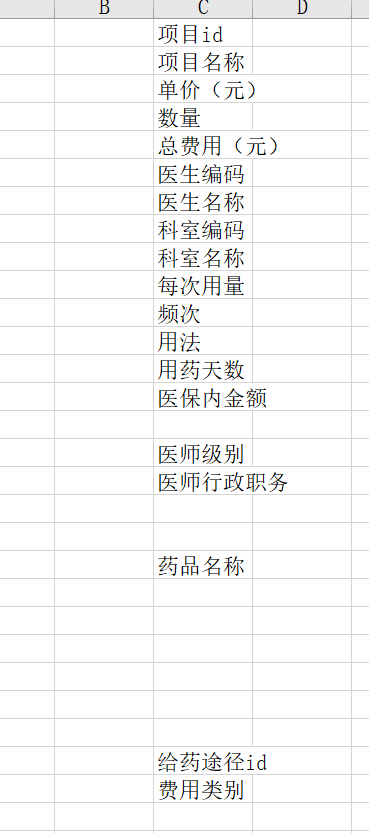 B C D
项目id
项目名称
单价（元）
数量
总费用（元）
医生编码
医生名称
科室编码
科室名称
每次用量
频次
用法
用药天数
医保内金额
医师级别
医师行政职务
药品名称
给药途径id
费用类别